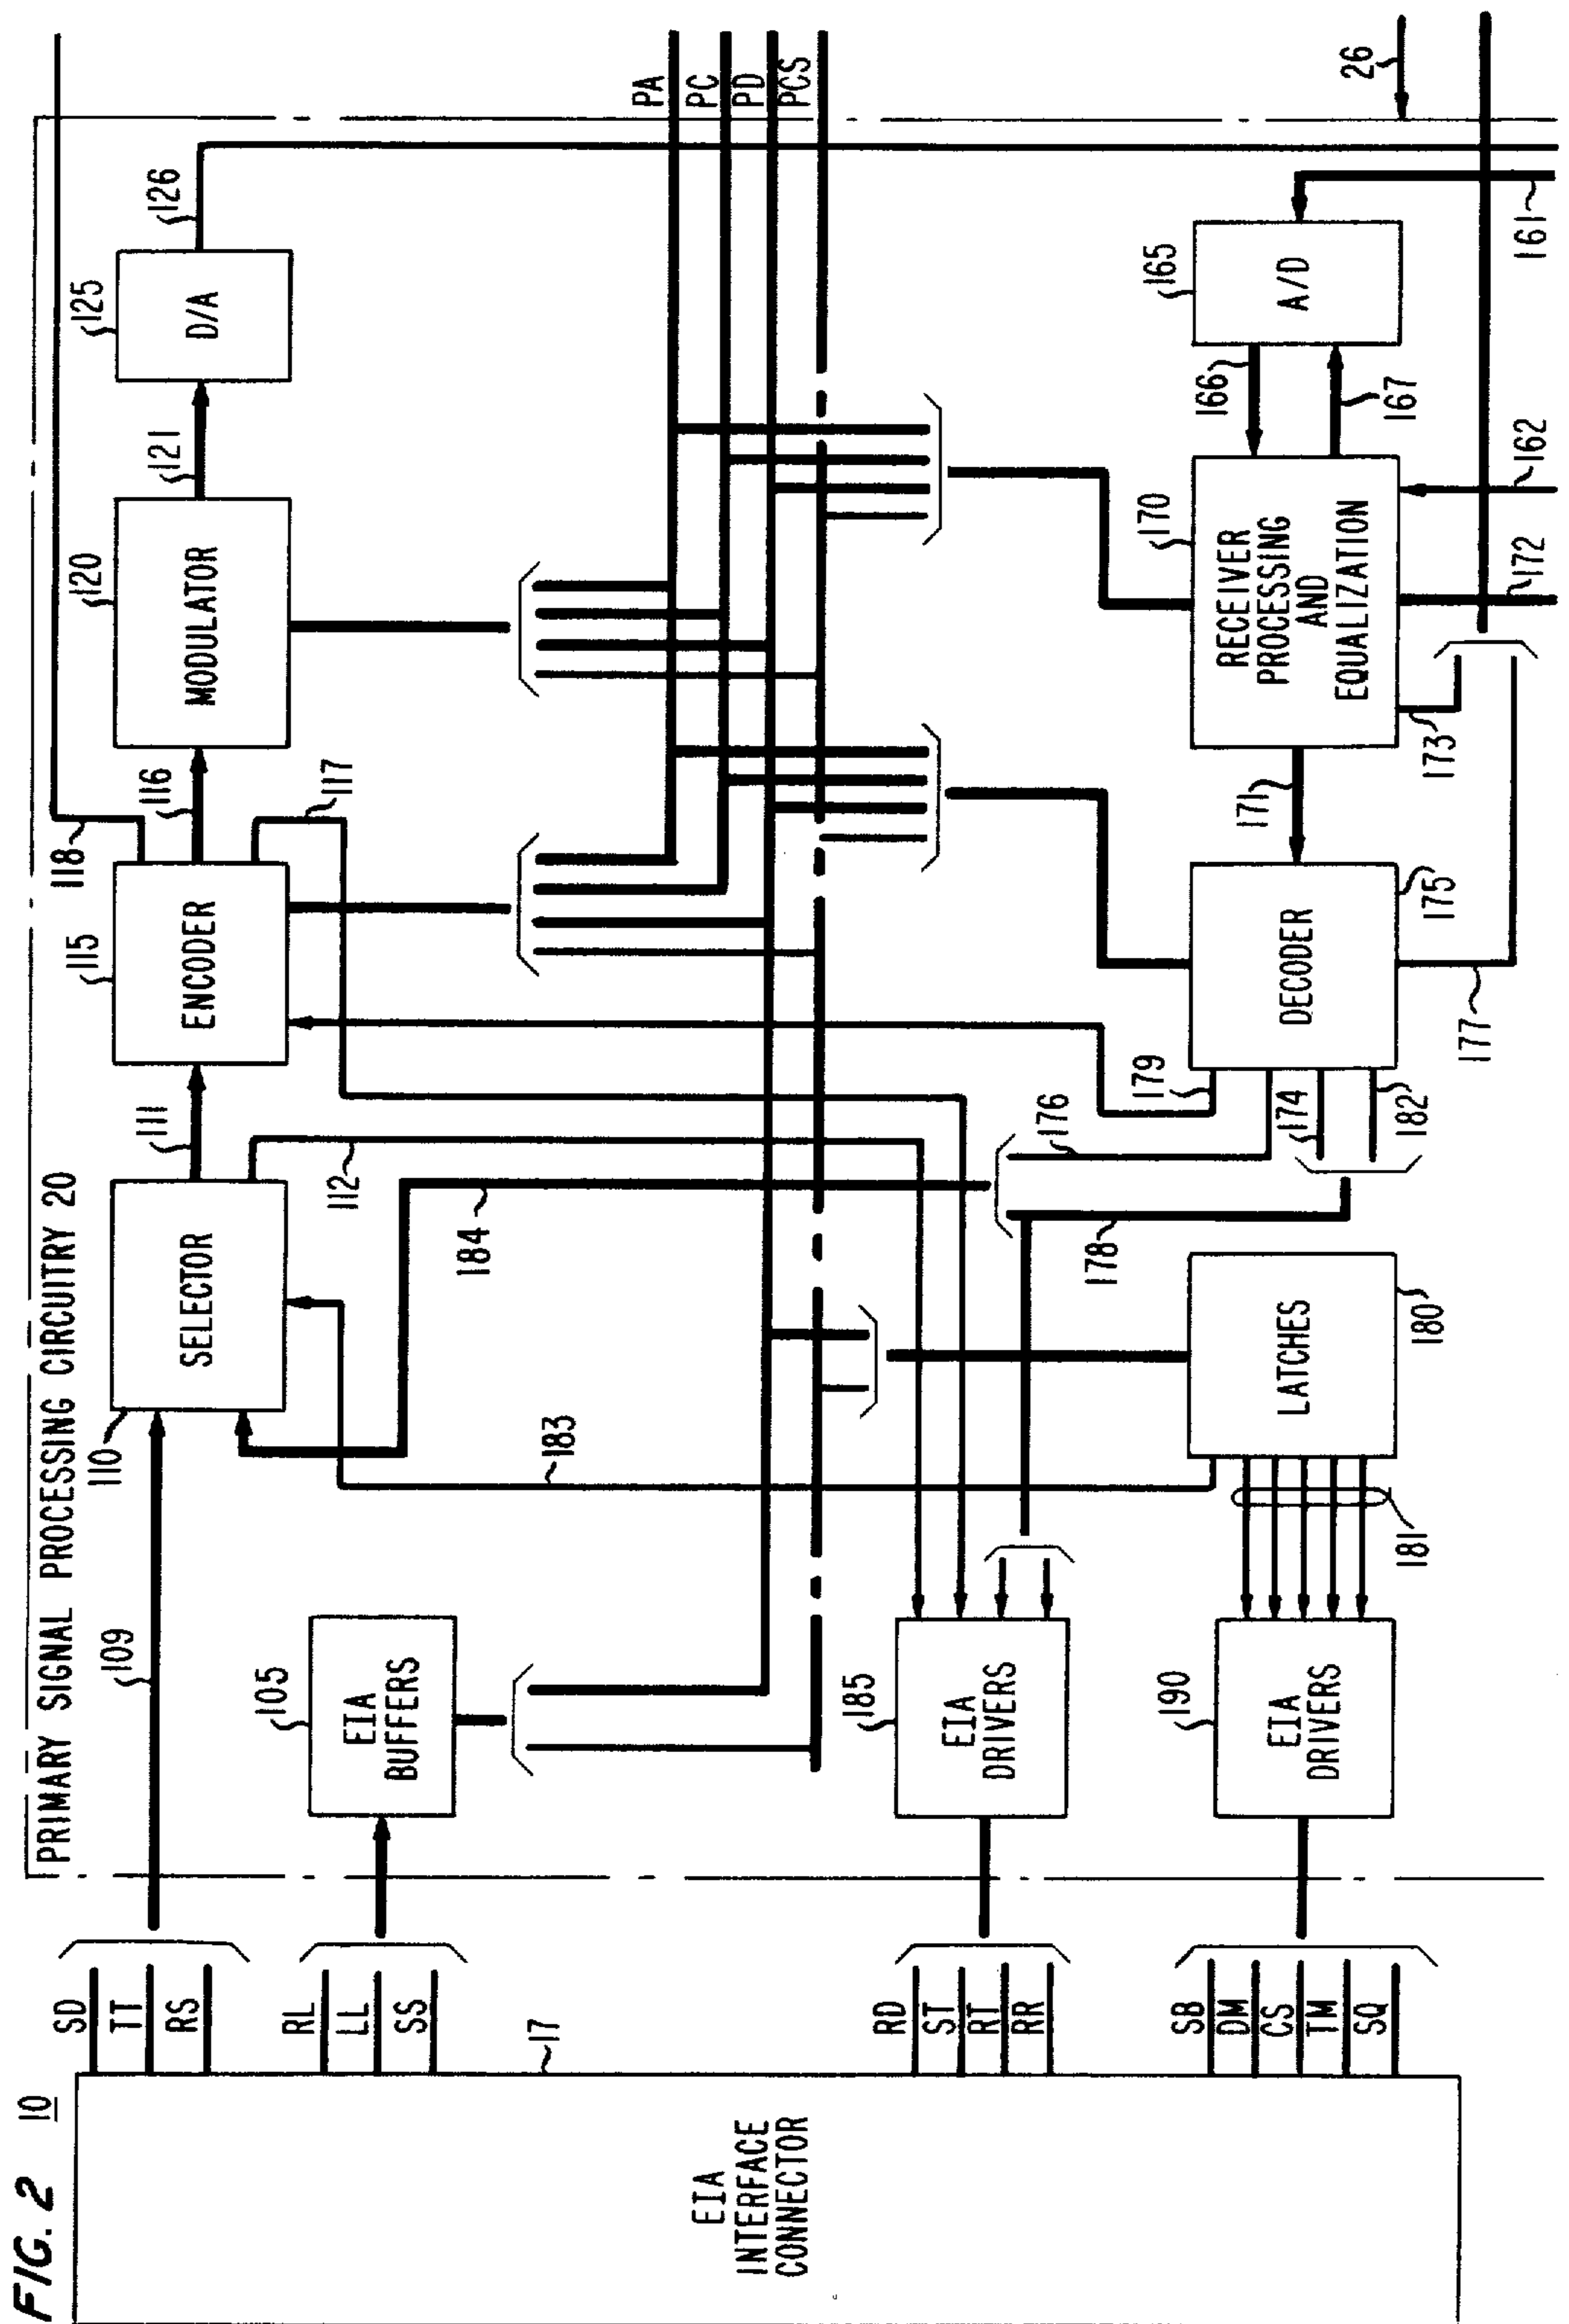 FIG. 2
10
PRIMARY SIGNAL PROCESSING CIRCUITRY 20
EIA
INTERFACE
CONNECTOR
17
SD
TT
RS
RL
LL
SS
RD
ST
RT
RR
SB
DM
CS
TM
SQ
109
105
EIA
BUFFERS
110
SELECTOR
111
112
115
ENCODER
116
117
118
120
MODULATOR
121
125
D/A
126
PA
PC
PD
PCS
26
183
184
185
EIA
DRIVERS
190
EIA
DRIVERS
181
LATCHES
180
178
176
174
182
179
DECODER
175
177
171
173
170
RECEIVER
PROCESSING
AND
EQUALIZATION
172
162
166
167
165
A/D
161